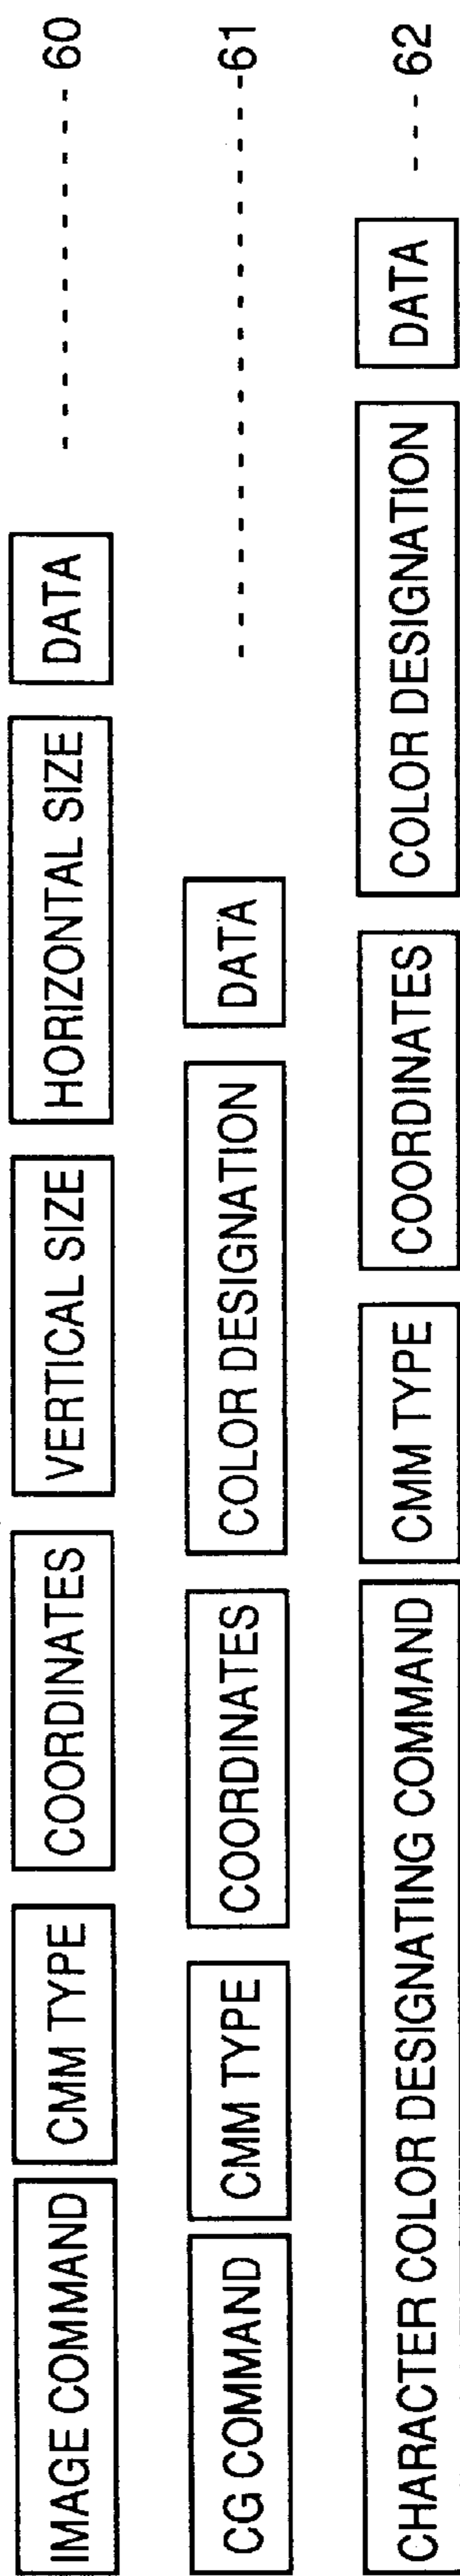 IMAGE COMMAND CMM TYPE COORDINATES VERTICAL SIZE HORIZONTAL SIZE DATA 60
CG COMMAND CMM TYPE COORDINATES COLOR DESIGNATION DATA 61
CHARACTER COLOR DESIGNATING COMMAND CMM TYPE COORDINATES COLOR DESIGNATION DATA 62